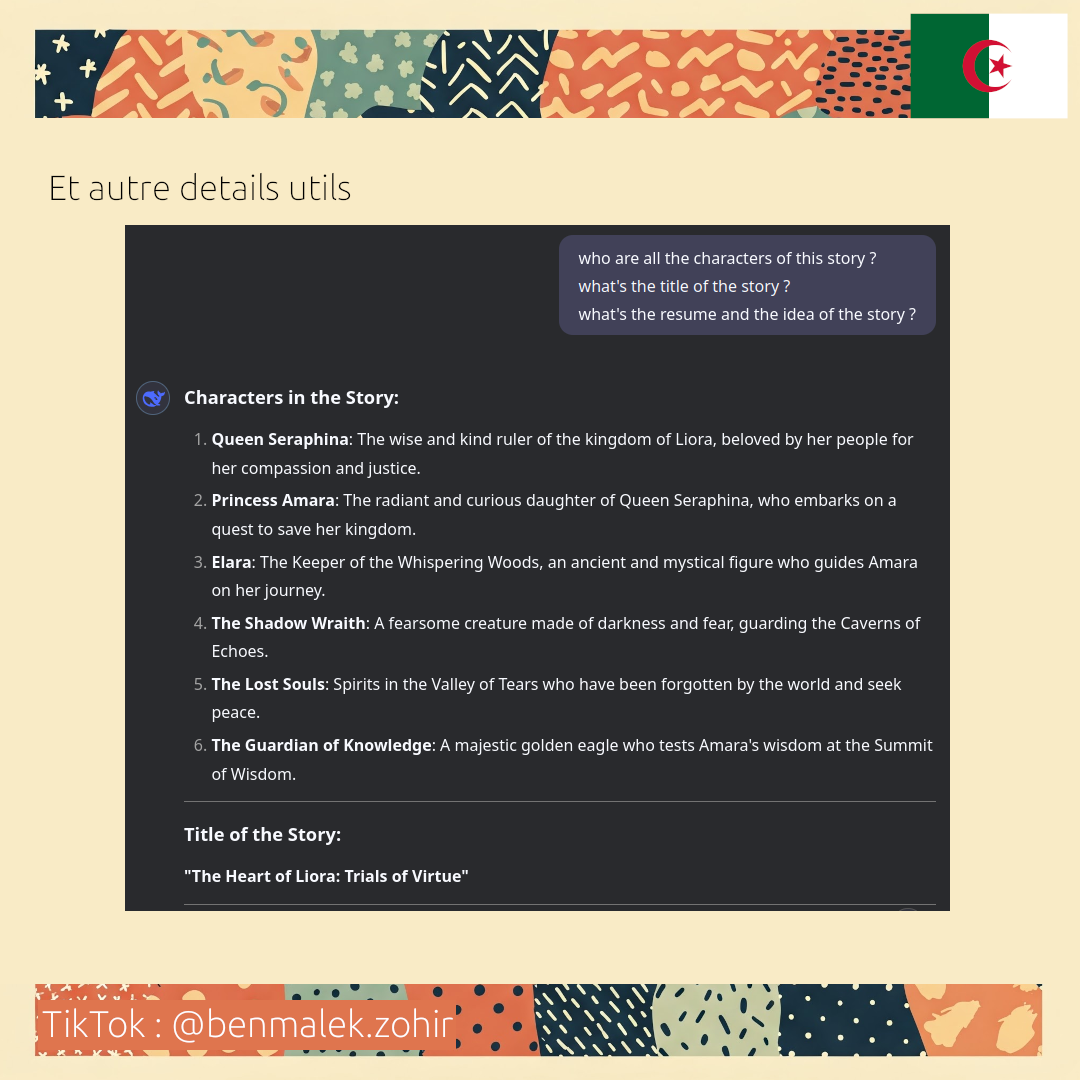 Et autre details utils
who are all the characters of this story ?
what's the title of the story ?
what's the resume and the idea of the story ?
Characters in the Story:
1. Queen Seraphina: The wise and kind ruler of the kingdom of Liora, beloved by her people for
her compassion and justice.
2. Princess Amara: The radiant and curious daughter of Queen Seraphina, who embarks on a
quest to save her kingdom.
3. Elara: The Keeper of the Whispering Woods, an ancient and mystical figure who guides Amara
on her journey.
4. The Shadow Wraith: A fearsome creature made of darkness and fear, guarding the Caverns of
Echoes.
5. The Lost Souls: Spirits in the Valley of Tears who have been forgotten by the world and seek
peace.
6. The Guardian of Knowledge: A majestic golden eagle who tests Amara's wisdom at the Summit
of Wisdom.
Title of the Story:
"The Heart of Liora: Trials of Virtue"
TikTok : @benmalek.zohir